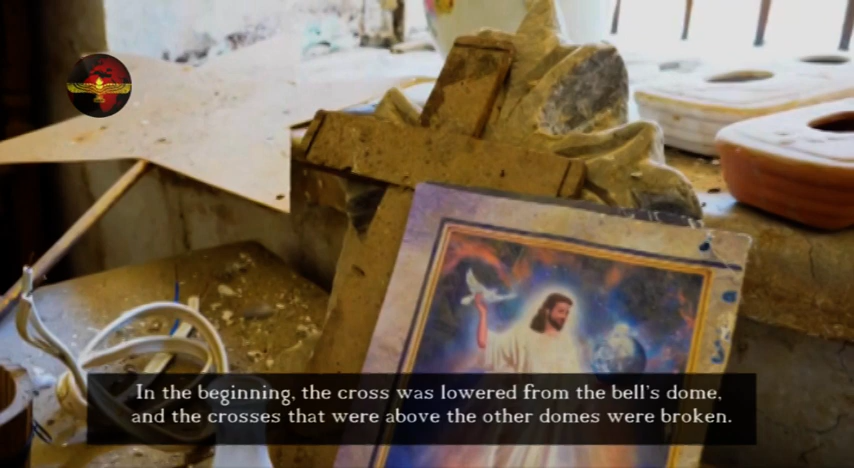 In the beginning, the cross was lowered from the bell's dome,
and the crosses that were above the other domes were broken.